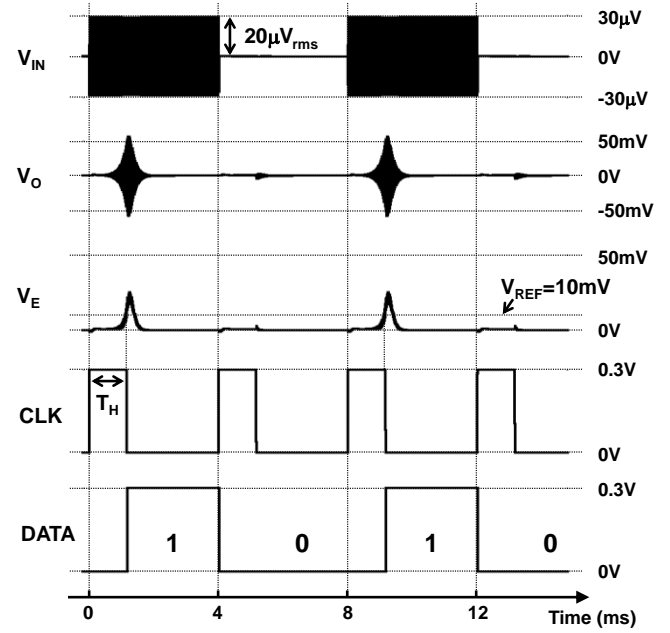 V_IN
20μV_rms
30μV
0V
-30μV
V_O
50mV
0V
-50mV
50mV
V_E
V_REF=10mV
0V
0.3V
CLK
T_H
0V
0.3V
DATA
1
0
1
0
0V
0
4
8
12
Time (ms)